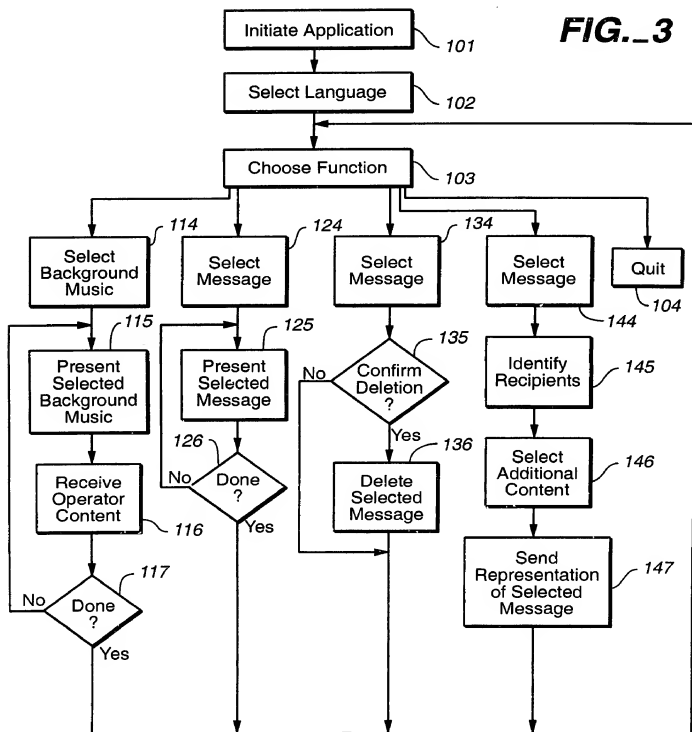 FIG._3
Initiate Application
101
Select Language
102
Choose Function
103
114
Select
Background
Music
124
Select
Message
134
Select
Message
Select
Message
144
Quit
104
115
Present
Selected
Background
Music
125
Present
Selected
Message
135
No
Confirm
Deletion
?
Yes
Identify
Recipients
145
Receive
Operator
Content
116
126
No
Done
?
Yes
136
Delete
Selected
Message
Select
Additional
Content
146
117
No
Done
?
Yes
Send
Representation
of Selected
Message
147